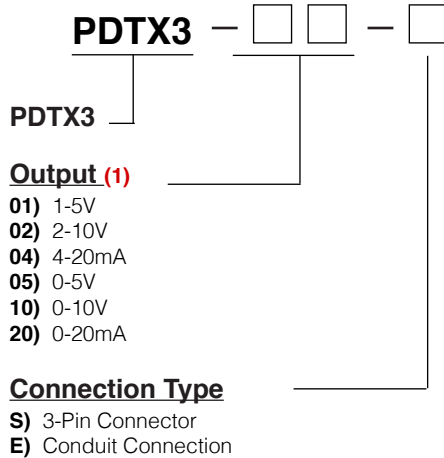 PDTX3 – □ □ – □
PDTX3
Output (1)
01) 1-5V
02) 2-10V
04) 4-20mA
05) 0-5V
10) 0-10V
20) 0-20mA
Connection Type
S) 3-Pin Connector
E) Conduit Connection